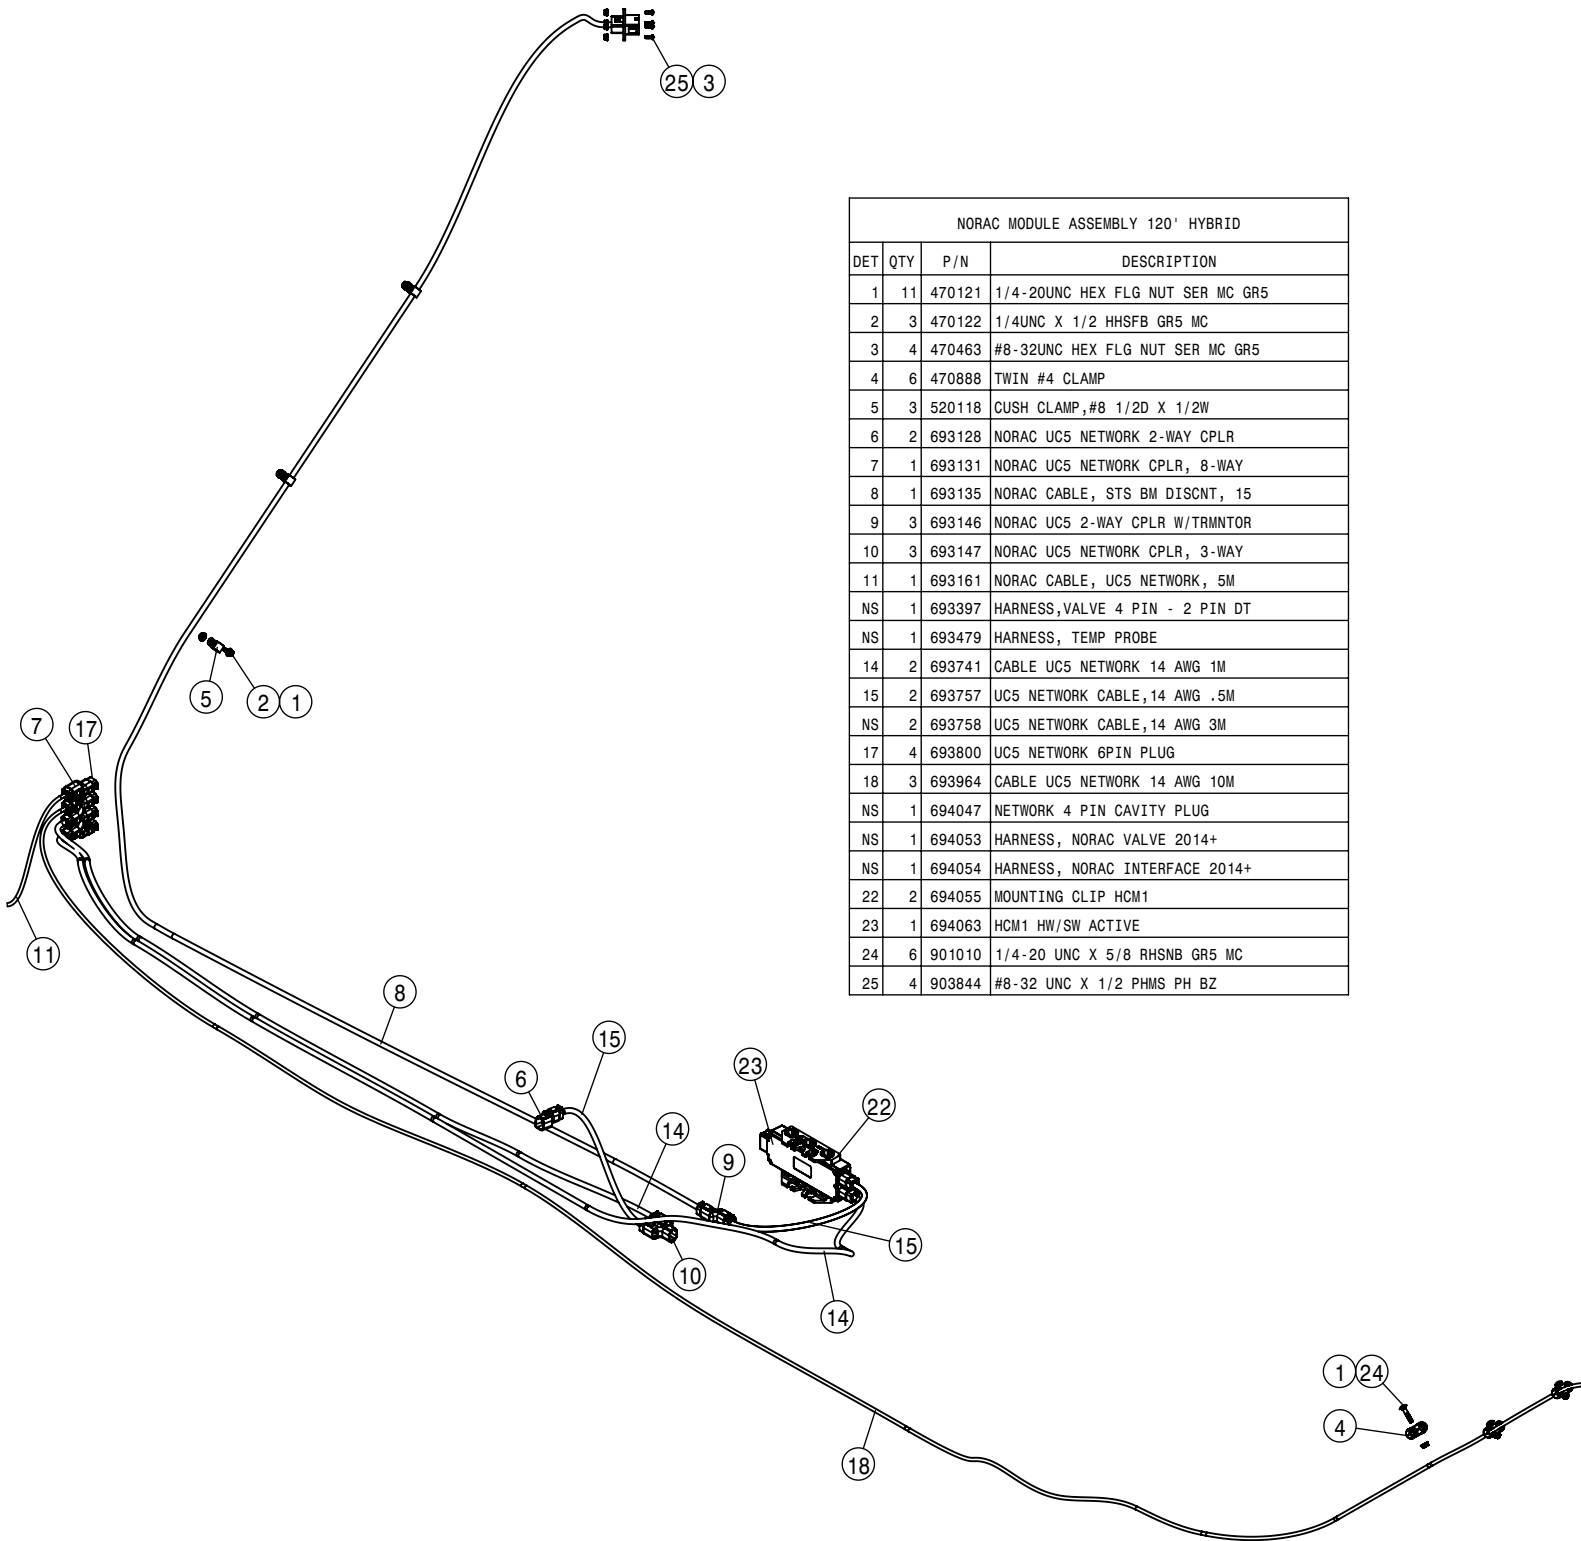 25 3
NORAC MODULE ASSEMBLY 120' HYBRID
DET QTY P/N DESCRIPTION
1 11 470121 1/4-20UNC HEX FLG NUT SER MC GR5
2 3 470122 1/4UNC X 1/2 HHSFB GR5 MC
3 4 470463 #8-32UNC HEX FLG NUT SER MC GR5
4 6 470888 TWIN #4 CLAMP
5 3 520118 CUSH CLAMP,#8 1/2D X 1/2W
6 2 693128 NORAC UC5 NETWORK 2-WAY CPLR
7 1 693131 NORAC UC5 NETWORK CPLR, 8-WAY
8 1 693135 NORAC CABLE, STS BM DISCNT, 15
9 3 693146 NORAC UC5 2-WAY CPLR W/TRMNTOR
10 3 693147 NORAC UC5 NETWORK CPLR, 3-WAY
11 1 693161 NORAC CABLE, UC5 NETWORK, 5M
NS 1 693397 HARNESS,VALVE 4 PIN - 2 PIN DT
NS 1 693479 HARNESS, TEMP PROBE
14 2 693741 CABLE UC5 NETWORK 14 AWG 1M
15 2 693757 UC5 NETWORK CABLE,14 AWG .5M
NS 2 693758 UC5 NETWORK CABLE,14 AWG 3M
17 4 693800 UC5 NETWORK 6PIN PLUG
18 3 693964 CABLE UC5 NETWORK 14 AWG 10M
NS 1 694047 NETWORK 4 PIN CAVITY PLUG
NS 1 694053 HARNESS, NORAC VALVE 2014+
NS 1 694054 HARNESS, NORAC INTERFACE 2014+
22 2 694055 MOUNTING CLIP HCM1
23 1 694063 HCM1 HW/SW ACTIVE
24 6 901010 1/4-20 UNC X 5/8 RHSNB GR5 MC
25 4 903844 #8-32 UNC X 1/2 PHMS PH BZ
5 2 1
7 17
11
8
15
6
23
22
14
9
15
10
14
1 24
4
18